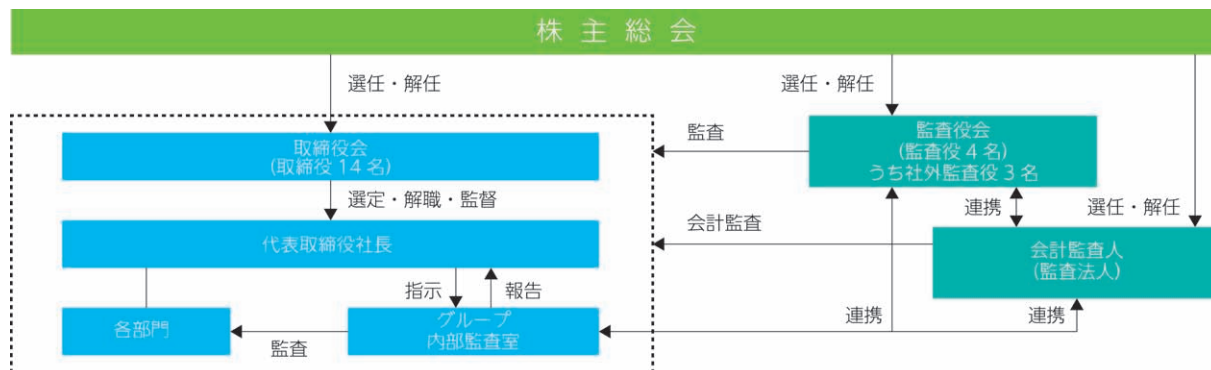 株主総会
選任・解任
選任・解任
取締役会
(取締役14名)
監査
監査役会
(監査役4名)
うち社外監査役3名
選定・解職・監督
連携
選任・解任
代表取締役社長
会計監査
会計監査人
(監査法人)
指示
報告
各部門
監査
グループ
内部監査室
連携
連携